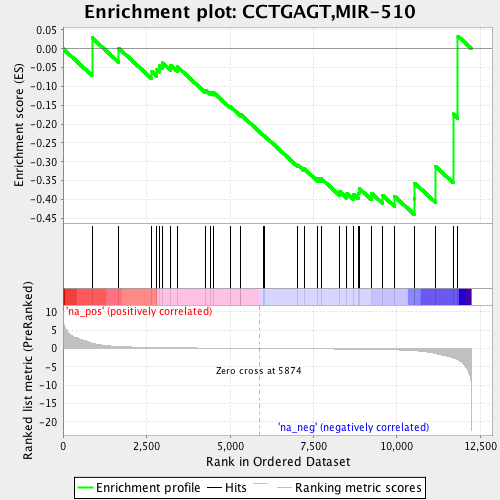 Enrichment plot: CCTGAGT,MIR-510
Enrichment score (ES)
0.05
0.00
-0.05
-0.10
-0.15
-0.20
-0.25
-0.30
-0.35
-0.40
-0.45
'na_pos' (positively correlated)
Ranked list metric (PreRanked)
10
5
0
-5
-10
-15
-20
Zero cross at 5874
'na_neg' (negatively correlated)
0 2,500 5,000 7,500 10,000 12,500
Rank in Ordered Dataset
Enrichment profile Hits Ranking metric scores